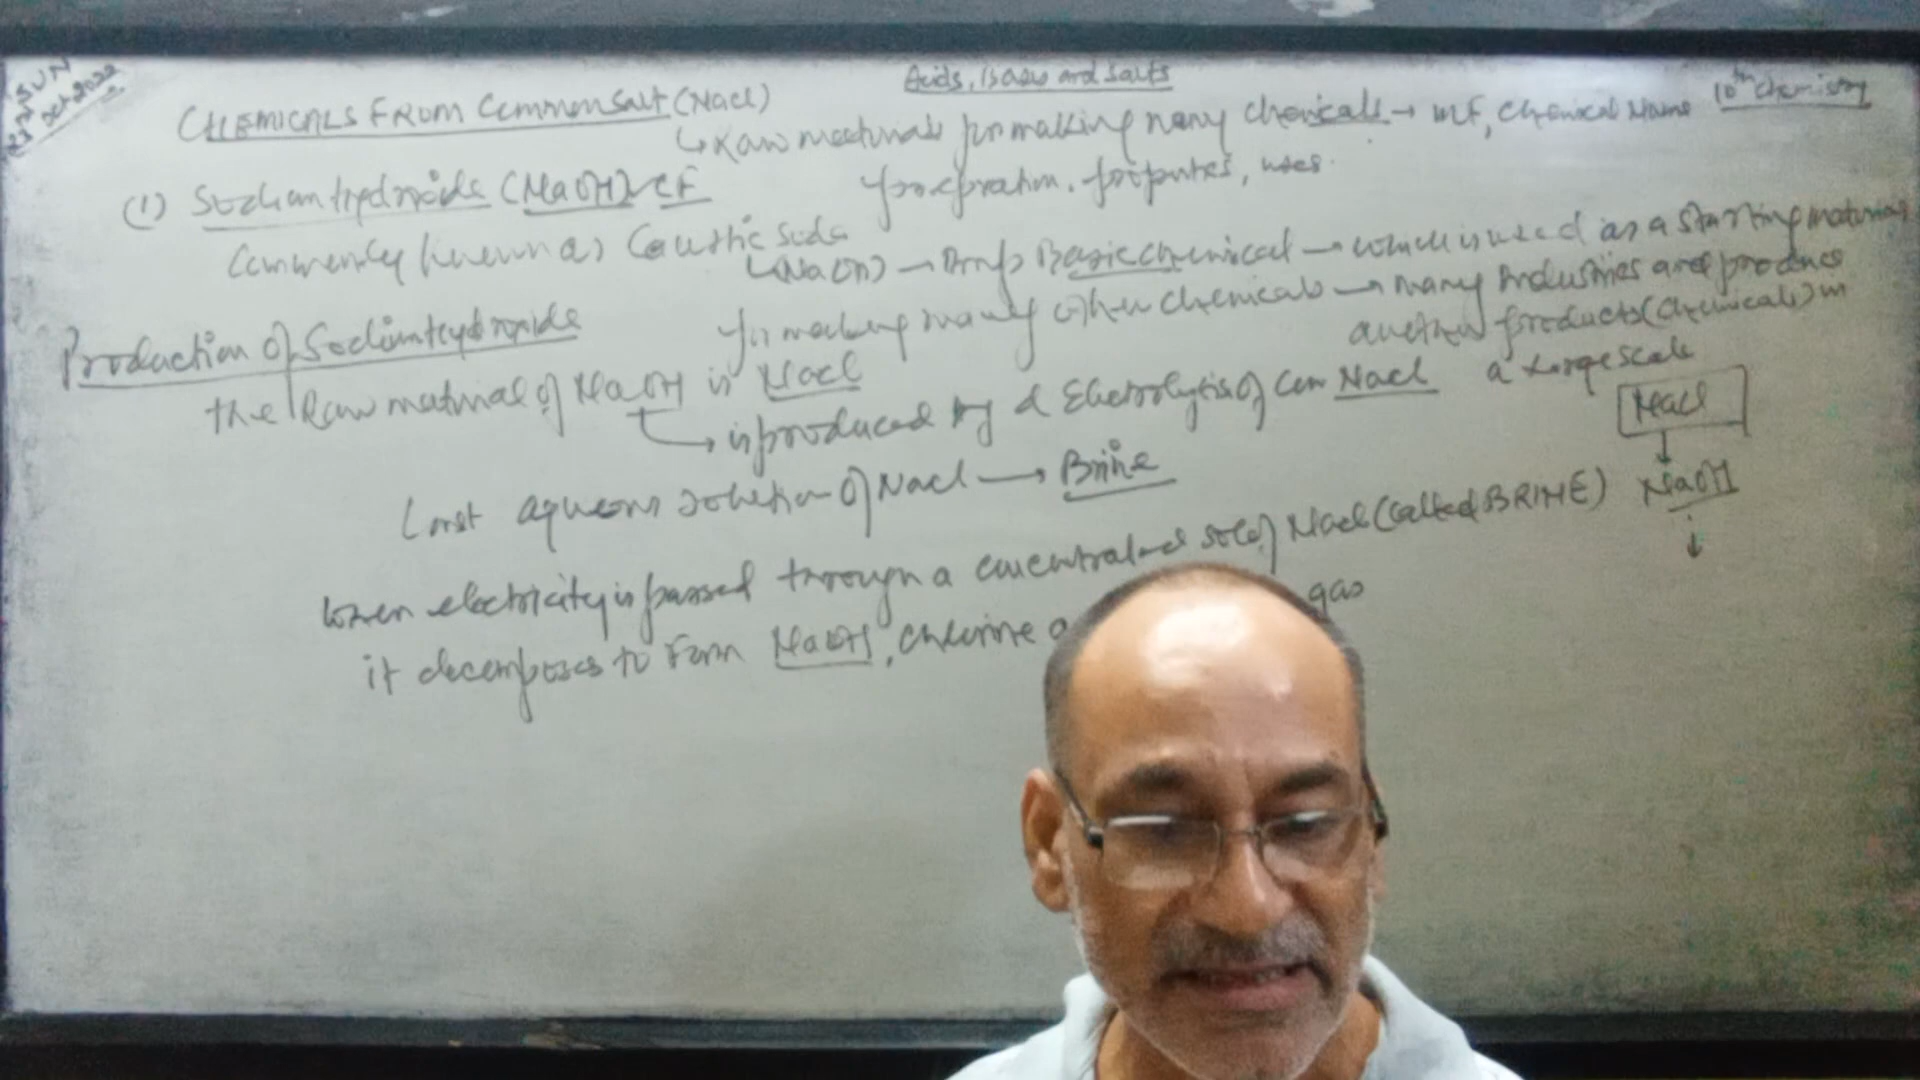 SUN
23rd Oct 2022
Acids, Bases and Salts
10th Chemistry
CHEMICALS FROM Common Salt (NaCl)
↳ Raw materials for making many chemicals → MF, Chemical Name
preparation, properties, uses.
(1) Sodium hydroxide (NaOH) CF
Commonly known as Caustic Soda
(NaOH) → Imp Basic chemical → which is used as a starting material
for making many other chemicals → many Industries and produce
another products (chemicals) in
a large scale
Production of Sodium hydroxide
the Raw material of NaOH is NaCl
→ is produced by Electrolysis of con NaCl
NaCl
↓
NaOH
↓
aqueous solution of NaCl → Brine
when electricity is passed through a concentrated sol of NaCl (called BRINE)
it decomposes to form NaOH, chlorine gas